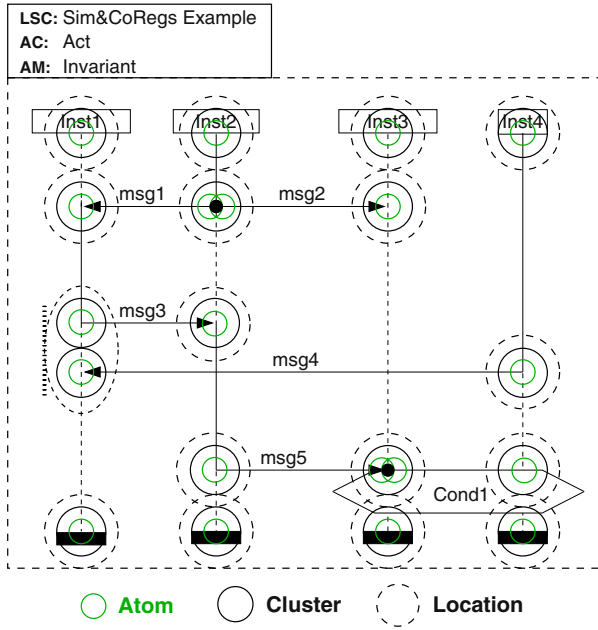 LSC: Sim&CoRegs Example
AC: Act
AM: Invariant
Inst1 Inst2 Inst3 Inst4
msg1 msg2
msg3
msg4
msg5
Cond1
Atom Cluster Location